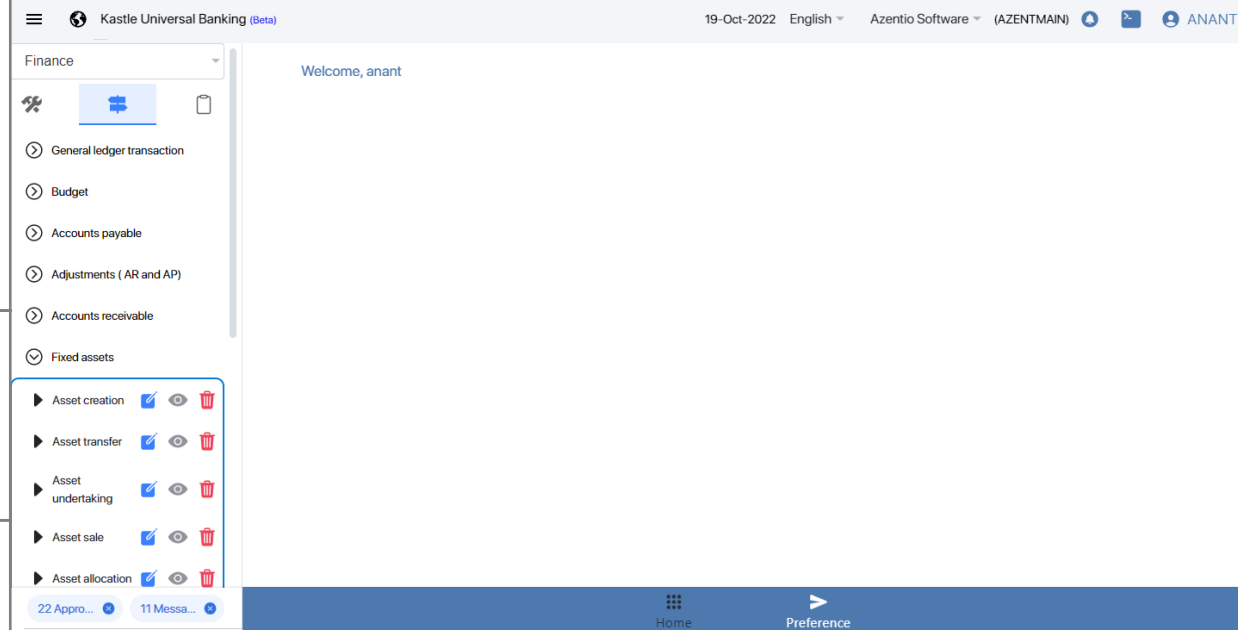 Kastle Universal Banking (Beta)
19-Oct-2022 English Azentio Software (AZENTMAIN) ANANT
Finance
Welcome, anant
General ledger transaction
Budget
Accounts payable
Adjustments ( AR and AP)
Accounts receivable
Fixed assets
Asset creation
Asset transfer
Asset
undertaking
Asset sale
Asset allocation
22 Appro... 11 Messa...
Home Preference